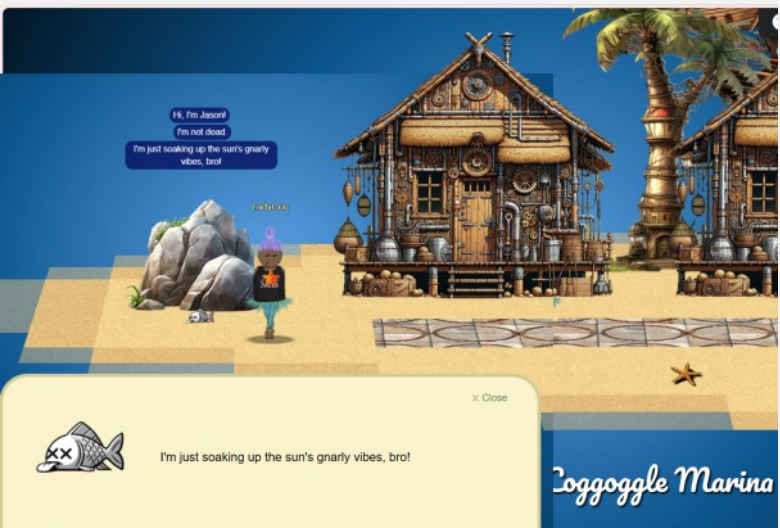 Hi, I'm Jason!
I'm not dead.
I'm just soaking up the sun's gnarly
vibes, bro!
× Close
I'm just soaking up the sun's gnarly vibes, bro!
Coggoggle Marina